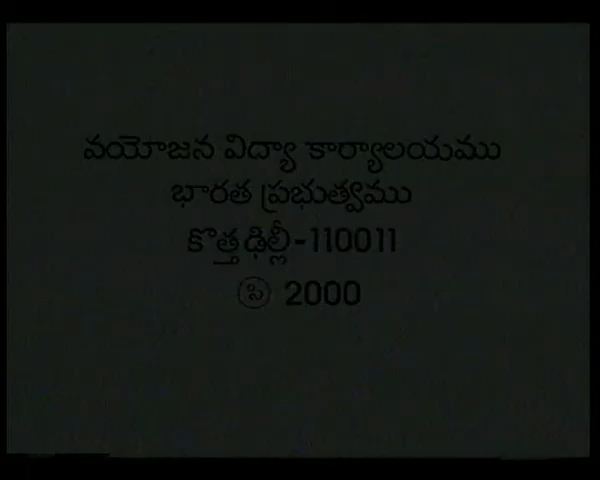 వయోజన విద్యా కార్యాలయము
భారత ప్రభుత్వము
కొత్తఢిల్లీ-110011
సి 2000